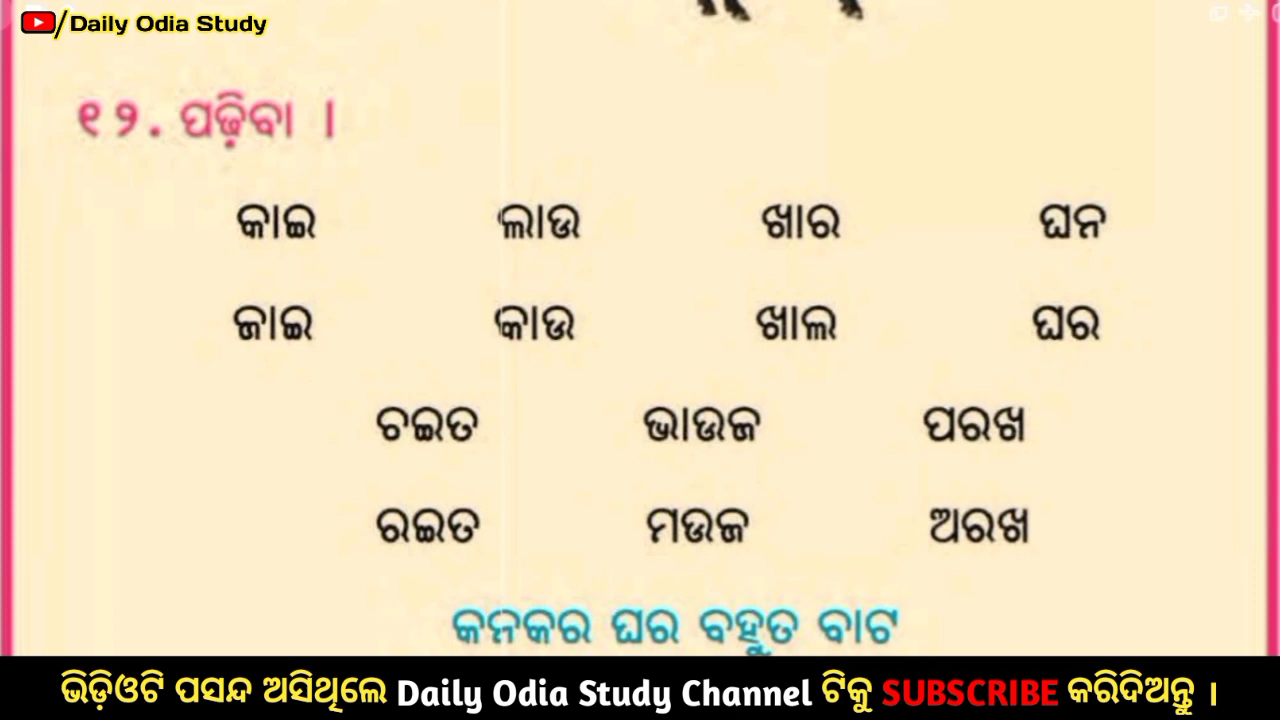 /Daily Odia Study
୧୨. ପଢ଼ିବା ।
କାଇ ଲାଉ ଖାର ଘନ
ଜାଇ କାଉ ଖାଲ ଘର
ଚଇତ ଭାଉଜ ପରଖ
ରଇତ ମଉଜ ଅରଖ
କନକର ଘର ବହୁତ ବାଟ
ଭିଡ଼ିଓଟି ପସନ୍ଦ ଅସିଥିଲେ Daily Odia Study Channel ଟିକୁ SUBSCRIBE କରିଦିଅନ୍ତୁ ।